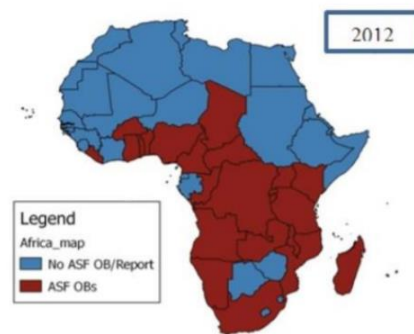 2012
Legend
Africa_map
No ASF OB/Report
ASF OBs